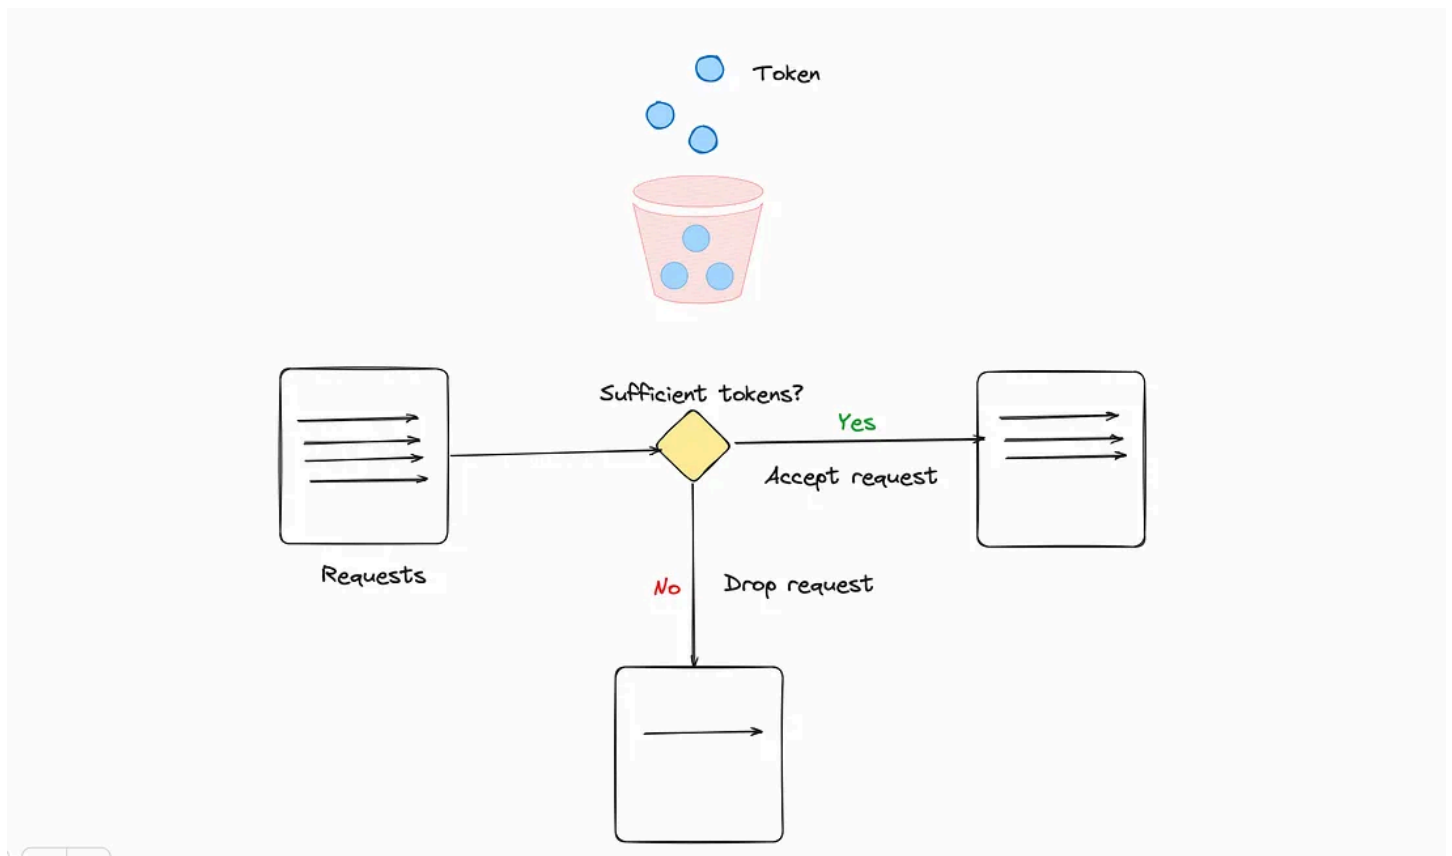 Token
Sufficient tokens?
Yes
Accept request
Requests
No
Drop request